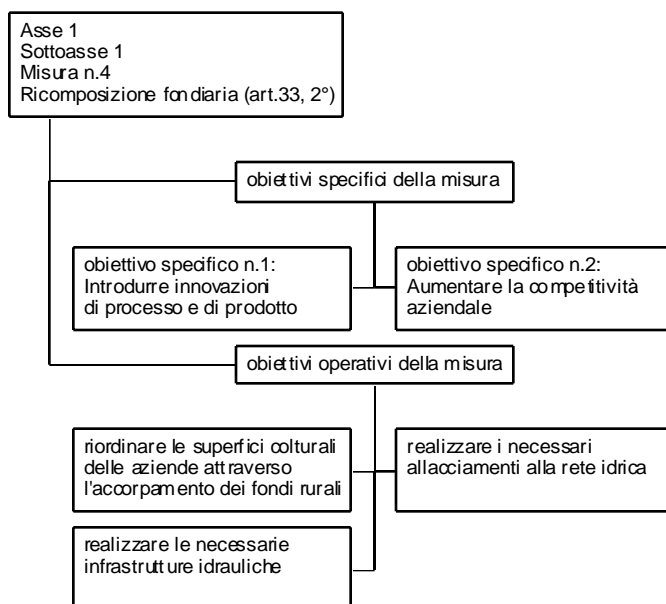 Asse 1
Sottoasse 1
Misura n.4
Ricomposizione fondiaria (art.33, 2°)
obiettivi specifici della misura
obiettivo specifico n.1:
Introdurre innovazioni
di processo e di prodotto
obiettivo specifico n.2:
Aumentare la competitività
aziendale
obiettivi operativi della misura
riordinare le superfici colturali
delle aziende attraverso
l'accorpamento dei fondi rurali
realizzare i necessari
allacciamenti alla rete idrica
realizzare le necessarie
infrastutture idrauliche